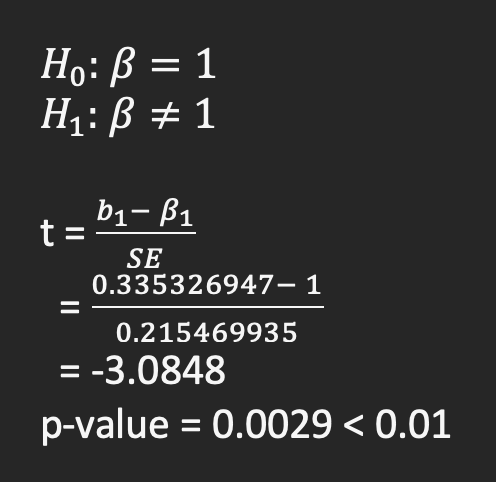 H₀: β = 1
H₁: β ≠ 1
t = b₁− β₁ / SE
= 0.335326947− 1 / 0.215469935
= -3.0848
p-value = 0.0029 < 0.01